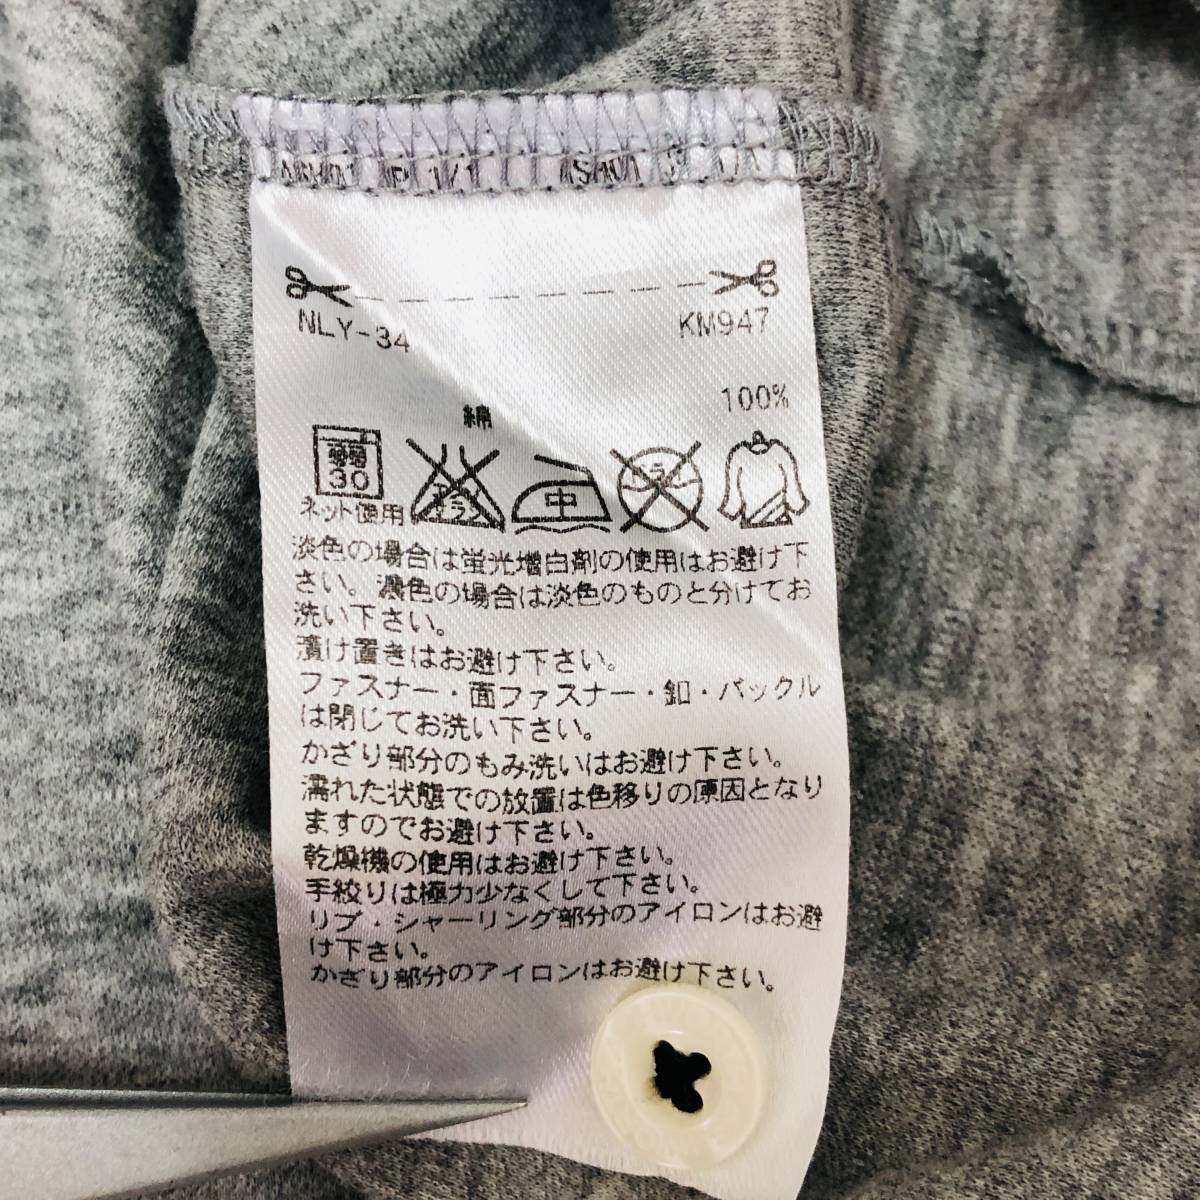 NLY-34 KM947
綿 100%
弱 30 エンソ サラシ 中 ドライ
ネット使用
淡色の場合は蛍光増白剤の使用はお避け下
さい。濃色の場合は淡色のものと分けてお
洗い下さい。
漬け置きはお避け下さい。
ファスナー・面ファスナー・釦・バックル
は閉じてお洗い下さい。
かざり部分のもみ洗いはお避け下さい。
濡れた状態での放置は色移りの原因となり
ますのでお避け下さい。
乾燥機の使用はお避け下さい。
手絞りは極力少なくして下さい。
リブ・シャーリング部分のアイロンはお避
け下さい。
かざり部分のアイロンはお避け下さい。